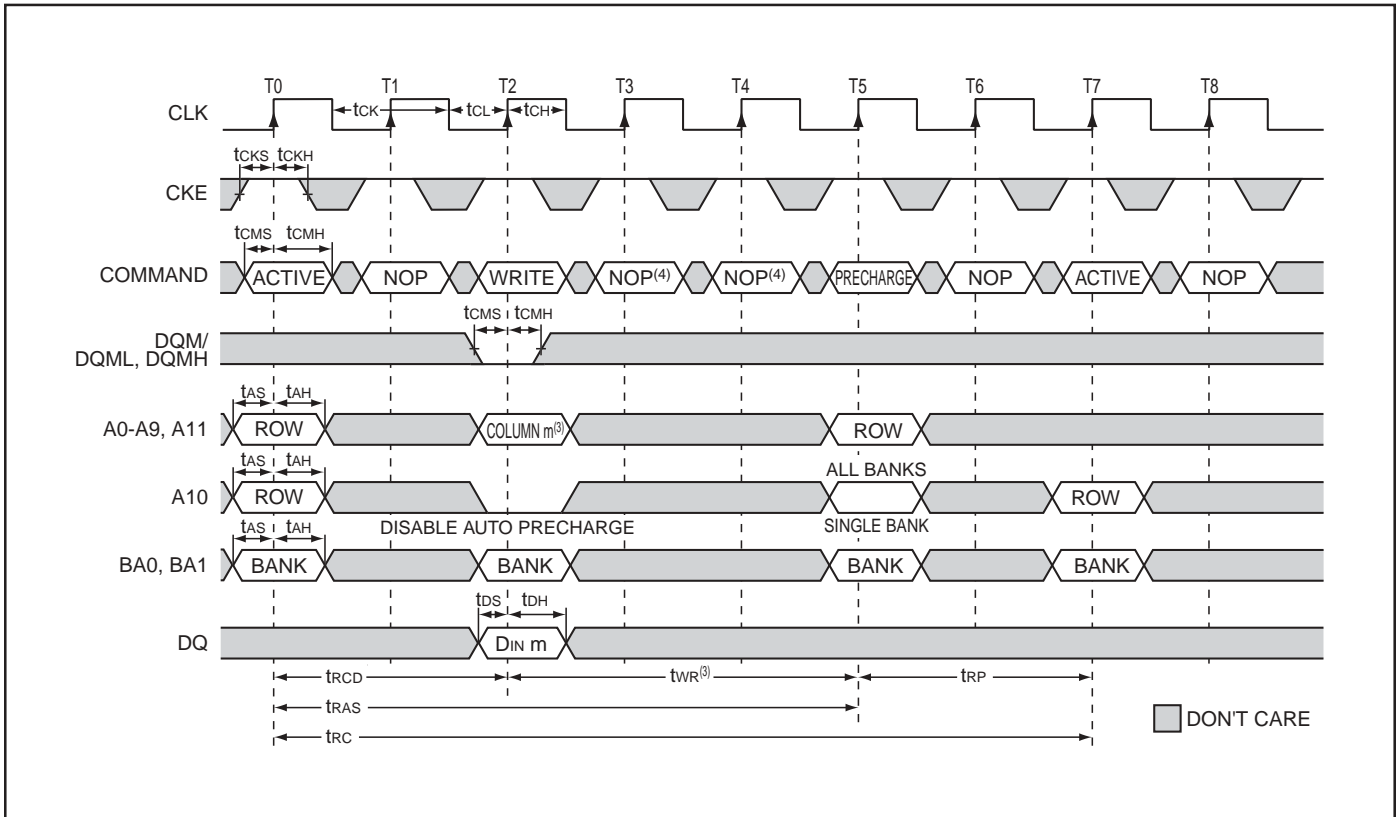 T0 T1 T2 T3 T4 T5 T6 T7 T8
CLK tCK tCL tCH
tCKS tCKH
CKE
tCMS tCMH
COMMAND ACTIVE NOP WRITE NOP(4) NOP(4) PRECHARGE NOP ACTIVE NOP
tCMS tCMH
DQM/
DQML, DQMH
tAS tAH
A0-A9, A11 ROW COLUMN m(3) ROW
tAS tAH ALL BANKS
A10 ROW ROW
tAS tAH DISABLE AUTO PRECHARGE SINGLE BANK
BA0, BA1 BANK BANK BANK BANK
tDS tDH
DQ DIN m
tRCD tWR(3) tRP
tRAS
DON'T CARE
tRC